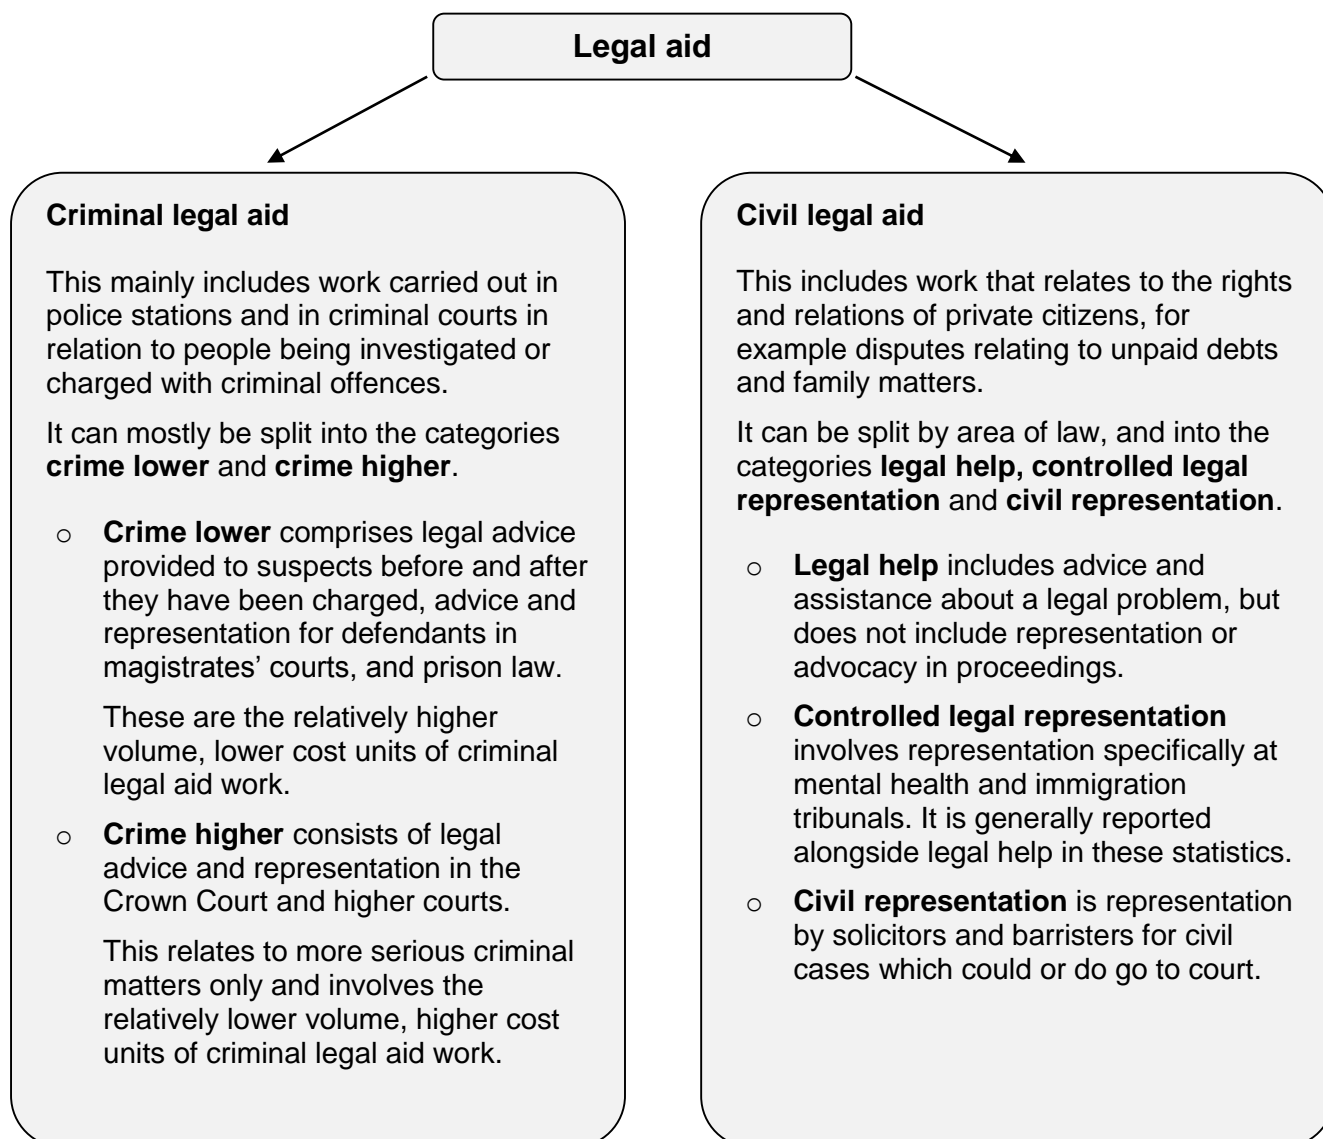 Legal aid
Criminal legal aid
This mainly includes work carried out in
police stations and in criminal courts in
relation to people being investigated or
charged with criminal offences.
It can mostly be split into the categories
crime lower and crime higher.
o Crime lower comprises legal advice
provided to suspects before and after
they have been charged, advice and
representation for defendants in
magistrates’ courts, and prison law.
These are the relatively higher
volume, lower cost units of criminal
legal aid work.
o Crime higher consists of legal
advice and representation in the
Crown Court and higher courts.
This relates to more serious criminal
matters only and involves the
relatively lower volume, higher cost
units of criminal legal aid work.
Civil legal aid
This includes work that relates to the rights
and relations of private citizens, for
example disputes relating to unpaid debts
and family matters.
It can be split by area of law, and into the
categories legal help, controlled legal
representation and civil representation.
o Legal help includes advice and
assistance about a legal problem, but
does not include representation or
advocacy in proceedings.
o Controlled legal representation
involves representation specifically at
mental health and immigration
tribunals. It is generally reported
alongside legal help in these statistics.
o Civil representation is representation
by solicitors and barristers for civil
cases which could or do go to court.